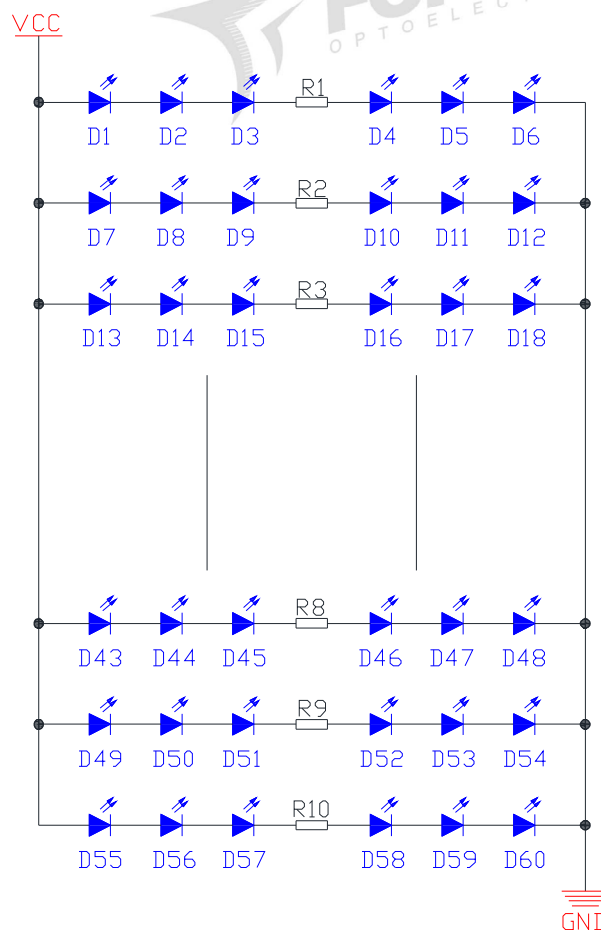 VCC
R1
D1 D2 D3 D4 D5 D6
R2
D7 D8 D9 D10 D11 D12
R3
D13 D14 D15 D16 D17 D18
R8
D43 D44 D45 D46 D47 D48
R9
D49 D50 D51 D52 D53 D54
R10
D55 D56 D57 D58 D59 D60